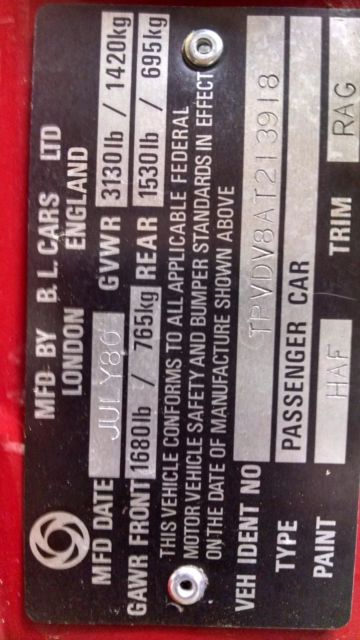 MFD BY B. L. CARS LTD
LONDON ENGLAND
MFD DATE JULY80 GVWR 3130lb / 1420kg
GAWR FRONT 1680lb / 765kg REAR 1530lb / 695kg
THIS VEHICLE CONFORMS TO ALL APPLICABLE FEDERAL
MOTOR VEHICLE SAFETY AND BUMPER STANDARDS IN EFFECT
ON THE DATE OF MANUFACTURE SHOWN ABOVE
VEH IDENT NO TPVDV8AT213918
TYPE PASSENGER CAR
PAINT HAF TRIM RAG